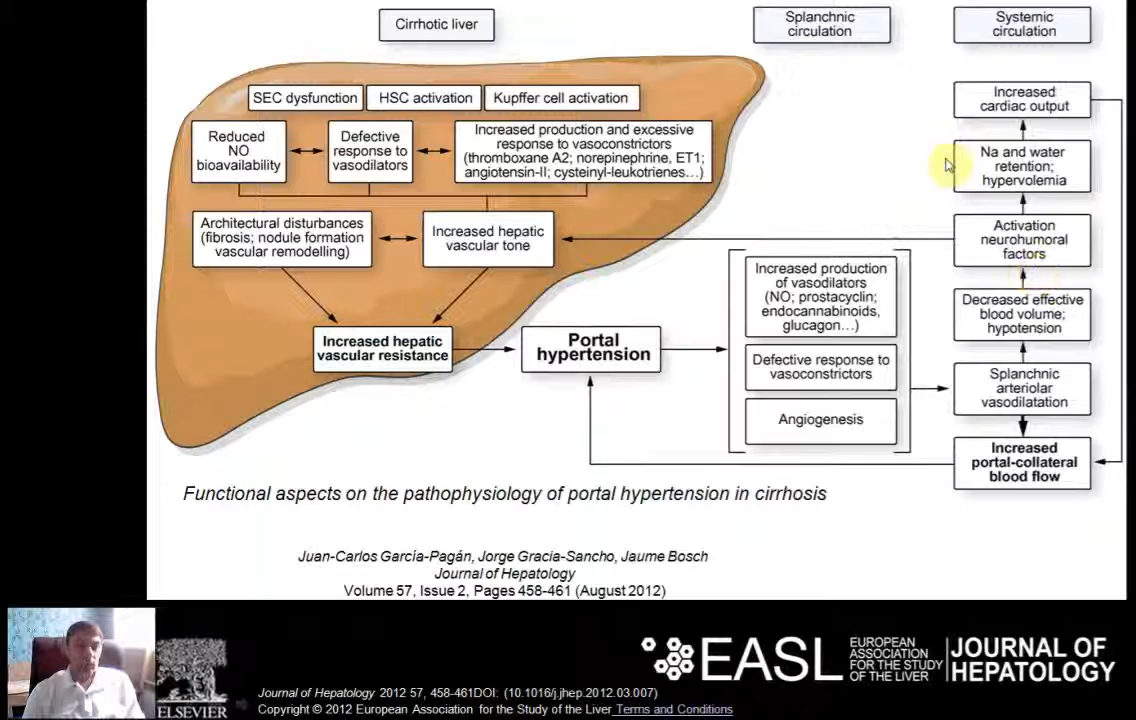 Cirrhotic liver
Splanchnic
circulation
Systemic
circulation
SEC dysfunction
HSC activation
Kupffer cell activation
Reduced
NO
bioavailability
Defective
response to
vasodilators
Increased production and excessive
response to vasoconstrictors
(thromboxane A2; norepinephrine, ET1;
angiotensin-II; cysteinyl-leukotrienes...)
Architectural disturbances
(fibrosis; nodule formation
vascular remodelling)
Increased hepatic
vascular tone
Increased hepatic
vascular resistance
Portal
hypertension
Increased production
of vasodilators
(NO; prostacyclin;
endocannabinoids,
glucagon...)
Defective response to
vasoconstrictors
Angiogenesis
Increased
cardiac output
Na and water
retention;
hypervolemia
Activation
neurohumoral
factors
Decreased effective
blood volume;
hypotension
Splanchnic
arteriolar
vasodilatation
Increased
portal-collateral
blood flow
Functional aspects on the pathophysiology of portal hypertension in cirrhosis
Juan-Carlos García-Pagán, Jorge Gracia-Sancho, Jaume Bosch
Journal of Hepatology
Volume 57, Issue 2, Pages 458-461 (August 2012)
ELSEVIER
EASL
EUROPEAN
ASSOCIATION
FOR THE STUDY
OF THE LIVER
JOURNAL OF
HEPATOLOGY
Journal of Hepatology 2012 57, 458-461DOI: (10.1016/j.jhep.2012.03.007)
Copyright © 2012 European Association for the Study of the Liver Terms and Conditions